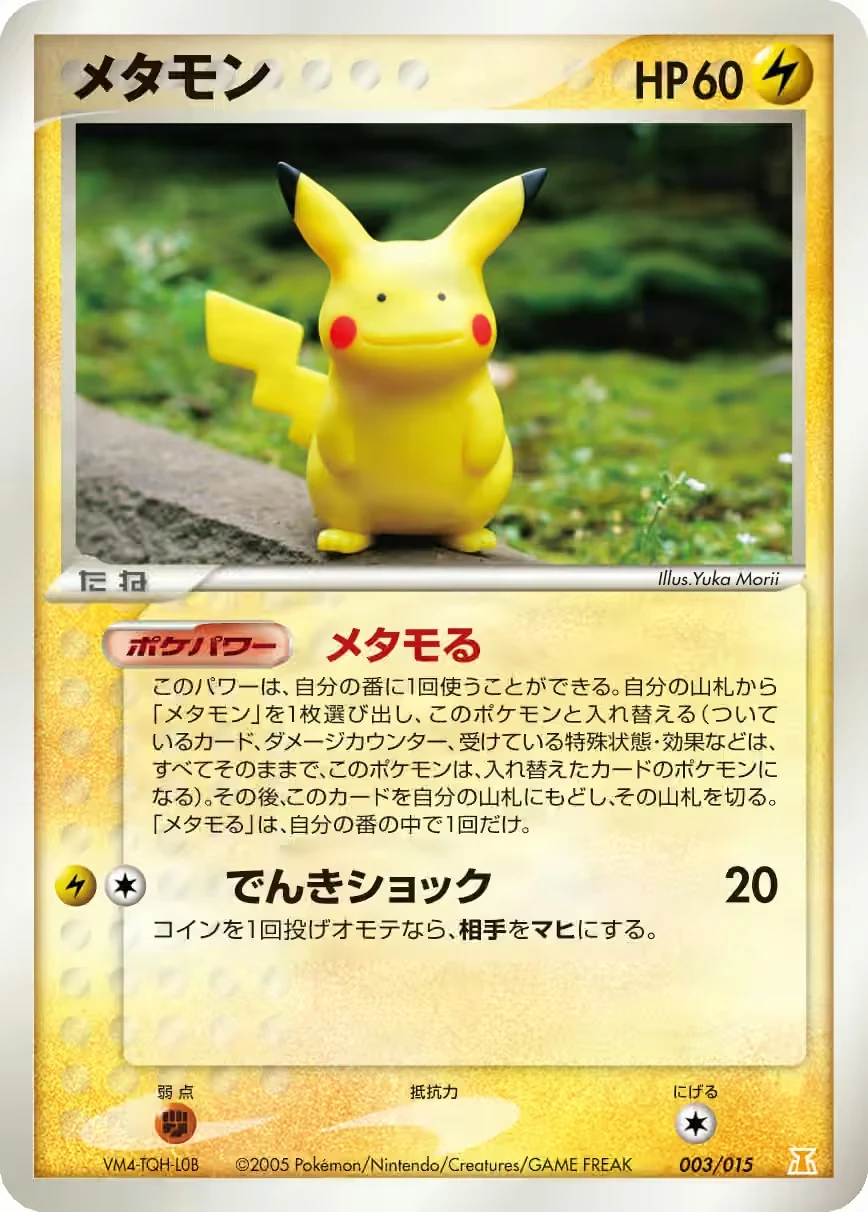 メタモン
HP60
たね
Illus.Yuka Morii
ポケパワー メタモる
このパワーは、自分の番に1回使うことができる。自分の山札から
「メタモン」を1枚選び出し、このポケモンと入れ替える（ついて
いるカード、ダメージカウンター、受けている特殊状態・効果などは、
すべてそのままで、このポケモンは、入れ替えたカードのポケモンに
なる）。その後、このカードを自分の山札にもどし、その山札を切る。
「メタモる」は、自分の番の中で1回だけ。
でんきショック 20
コインを1回投げオモテなら、相手をマヒにする。
弱点 抵抗力 にげる
VM4-TQH-L0B ©2005 Pokémon/Nintendo/Creatures/GAME FREAK 003/015